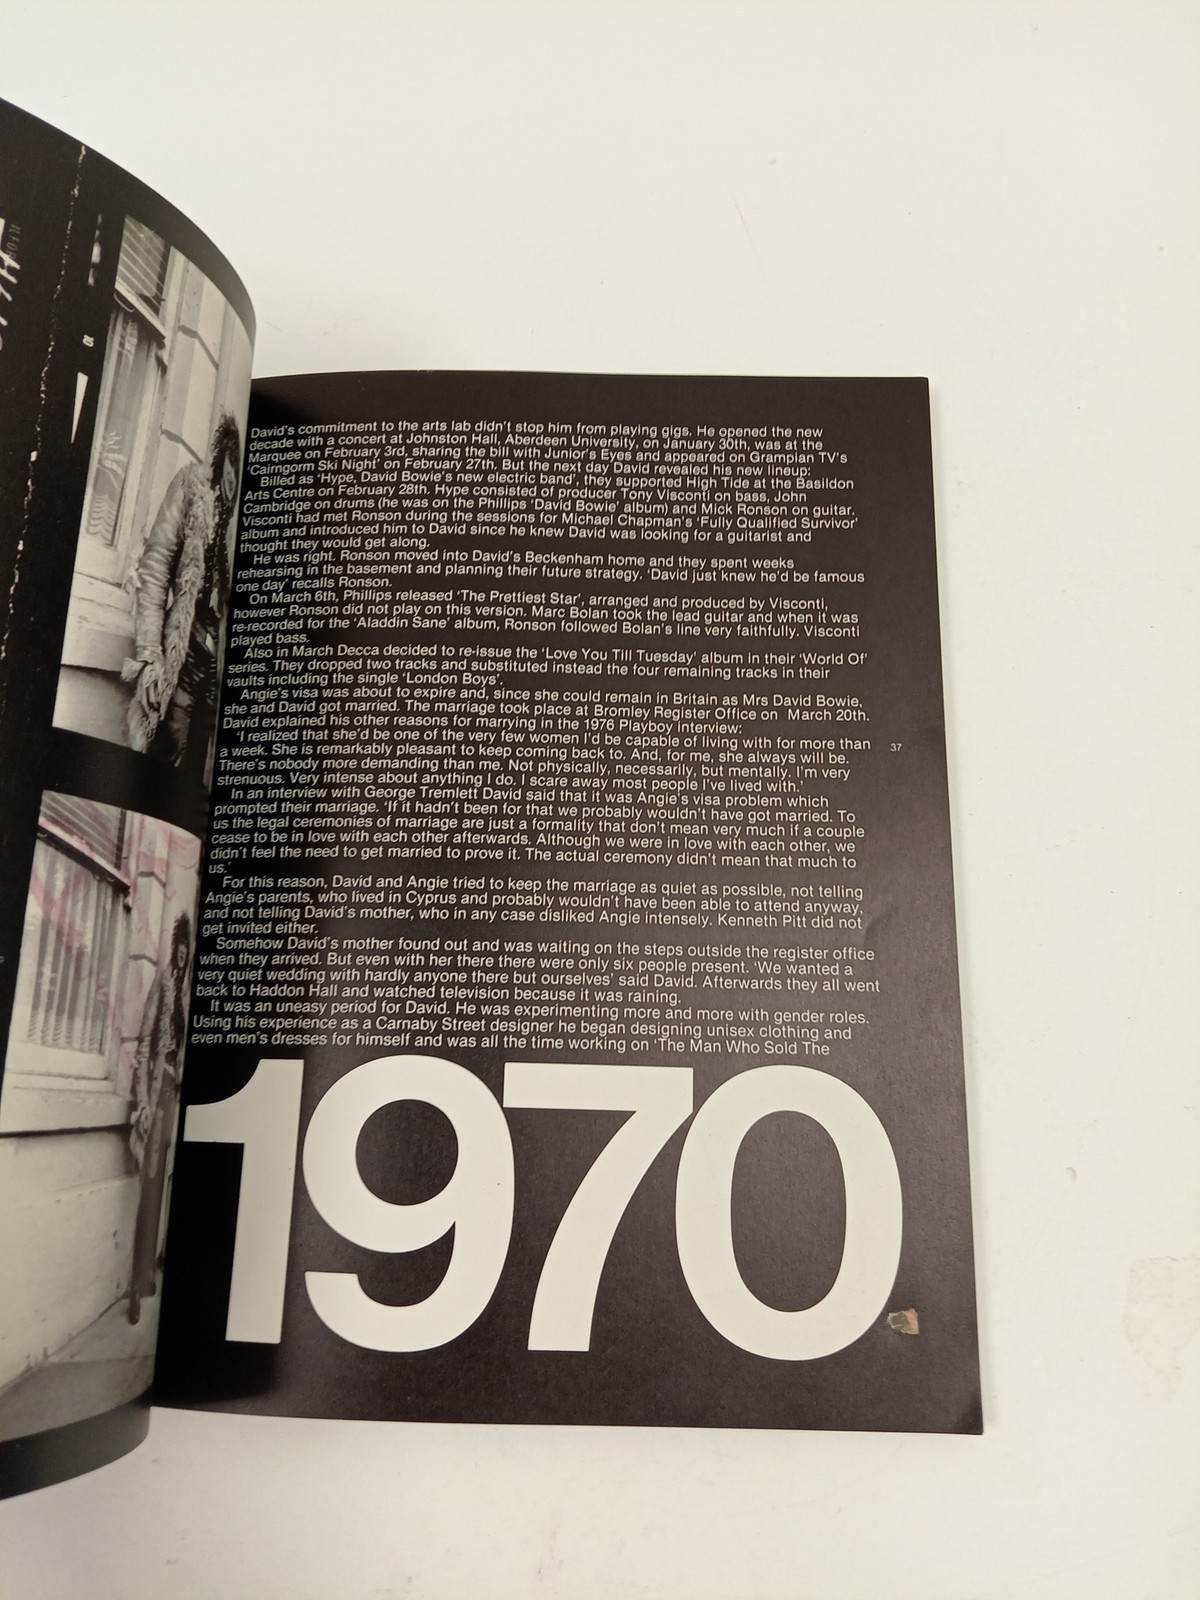 David's commitment to the arts lab didn't stop him from playing gigs. He opened the new
decade with a concert at Johnston Hall, Aberdeen University, on January 30th, was at the
Marquee on February 3rd, sharing the bill with Junior's Eyes and appeared on Grampian TV's
'Cairngorm Ski Night' on February 27th. But the next day David revealed his new lineup:
Billed as 'Hype, David Bowie's new electric band', they supported High Tide at the Basildon
Arts Centre on February 28th. Hype consisted of producer Tony Visconti on bass, John
Cambridge on drums (he was on the Phillips 'David Bowie' album) and Mick Ronson on guitar.
Visconti had met Ronson during the sessions for Michael Chapman's 'Fully Qualified Survivor'
album and introduced him to David since he knew David was looking for a guitarist and
thought they would get along.
He was right. Ronson moved into David's Beckenham home and they spent weeks
rehearsing in the basement and planning their future strategy. 'David just knew he'd be famous
one day' recalls Ronson.
On March 6th, Phillips released 'The Prettiest Star', arranged and produced by Visconti,
however Ronson did not play on this version. Marc Bolan took the lead guitar and when it was
re-recorded for the 'Aladdin Sane' album, Ronson followed Bolan's line very faithfully. Visconti
played bass.
Also in March Decca decided to re-issue the 'Love You Till Tuesday' album in their 'World Of'
series. They dropped two tracks and substituted instead the four remaining tracks in their
vaults including the single 'London Boys'.
Angie's visa was about to expire and, since she could remain in Britain as Mrs David Bowie,
she and David got married. The marriage took place at Bromley Register Office on March 20th.
David explained his other reasons for marrying in the 1976 Playboy interview:
'I realized that she'd be one of the very few women I'd be capable of living with for more than
a week. She is remarkably pleasant to keep coming back to. And, for me, she always will be.
There's nobody more demanding than me. Not physically, necessarily, but mentally. I'm very
strenuous. Very intense about anything I do. I scare away most people I've lived with.'
In an interview with George Tremlett David said that it was Angie's visa problem which
prompted their marriage. 'If it hadn't been for that we probably wouldn't have got married. To
us the legal ceremonies of marriage are just a formality that don't mean very much if a couple
cease to be in love with each other afterwards. Although we were in love with each other, we
didn't feel the need to get married to prove it. The actual ceremony didn't mean that much to
us.'
For this reason, David and Angie tried to keep the marriage as quiet as possible, not telling
Angie's parents, who lived in Cyprus and probably wouldn't have been able to attend anyway,
and not telling David's mother, who in any case disliked Angie intensely. Kenneth Pitt did not
get invited either.
Somehow David's mother found out and was waiting on the steps outside the register office
when they arrived. But even with her there there were only six people present. 'We wanted a
very quiet wedding with hardly anyone there but ourselves' said David. Afterwards they all went
back to Haddon Hall and watched television because it was raining.
It was an uneasy period for David. He was experimenting more and more with gender roles.
Using his experience as a Carnaby Street designer he began designing unisex clothing and
even men's dresses for himself and was all the time working on 'The Man Who Sold The
37
1970